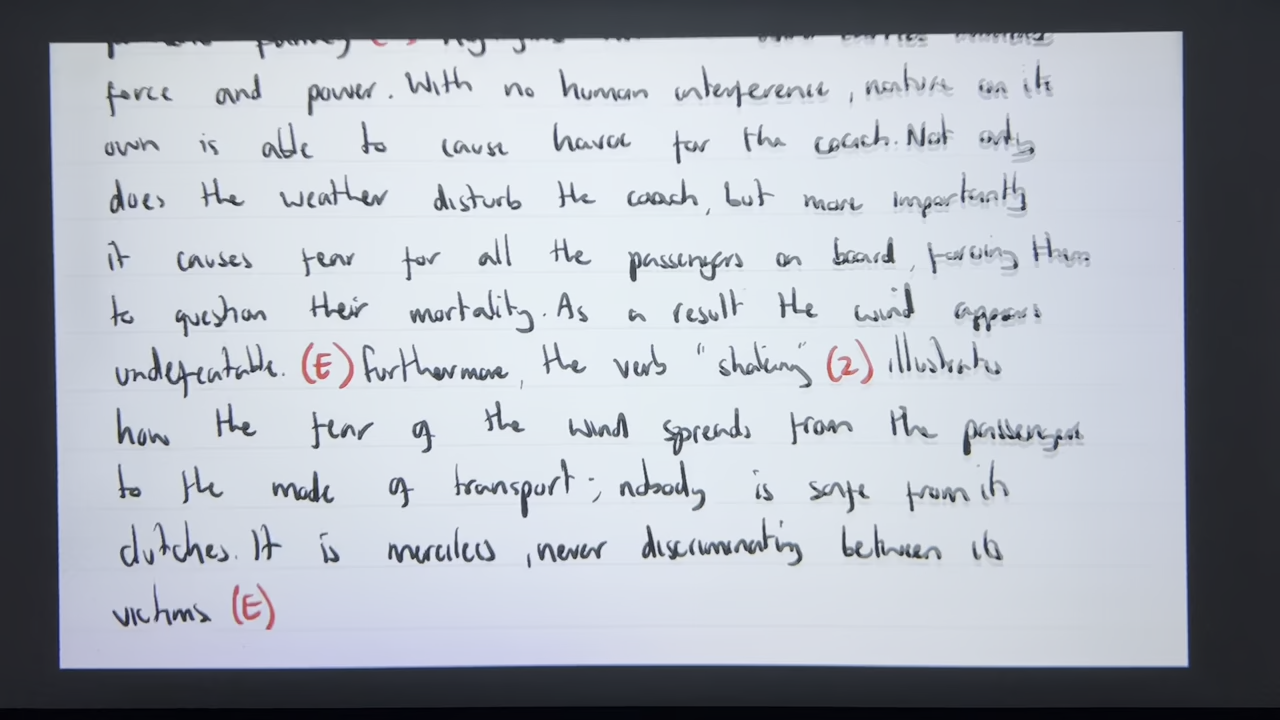 force and power. With no human interference, nature on its
own is able to cause havoc for the coach. Not only
does the weather disturb the coach, but more importantly
it causes fear for all the passengers on board, forcing them
to question their mortality. As a result the wind appears
undefeatable. (E) Furthermore, the verb "shaking" (2) illustrates
how the fear of the wind spreads from the passengers
to the mode of transport; nobody is safe from its
clutches. It is merciless, never discriminating between its
victims (E)